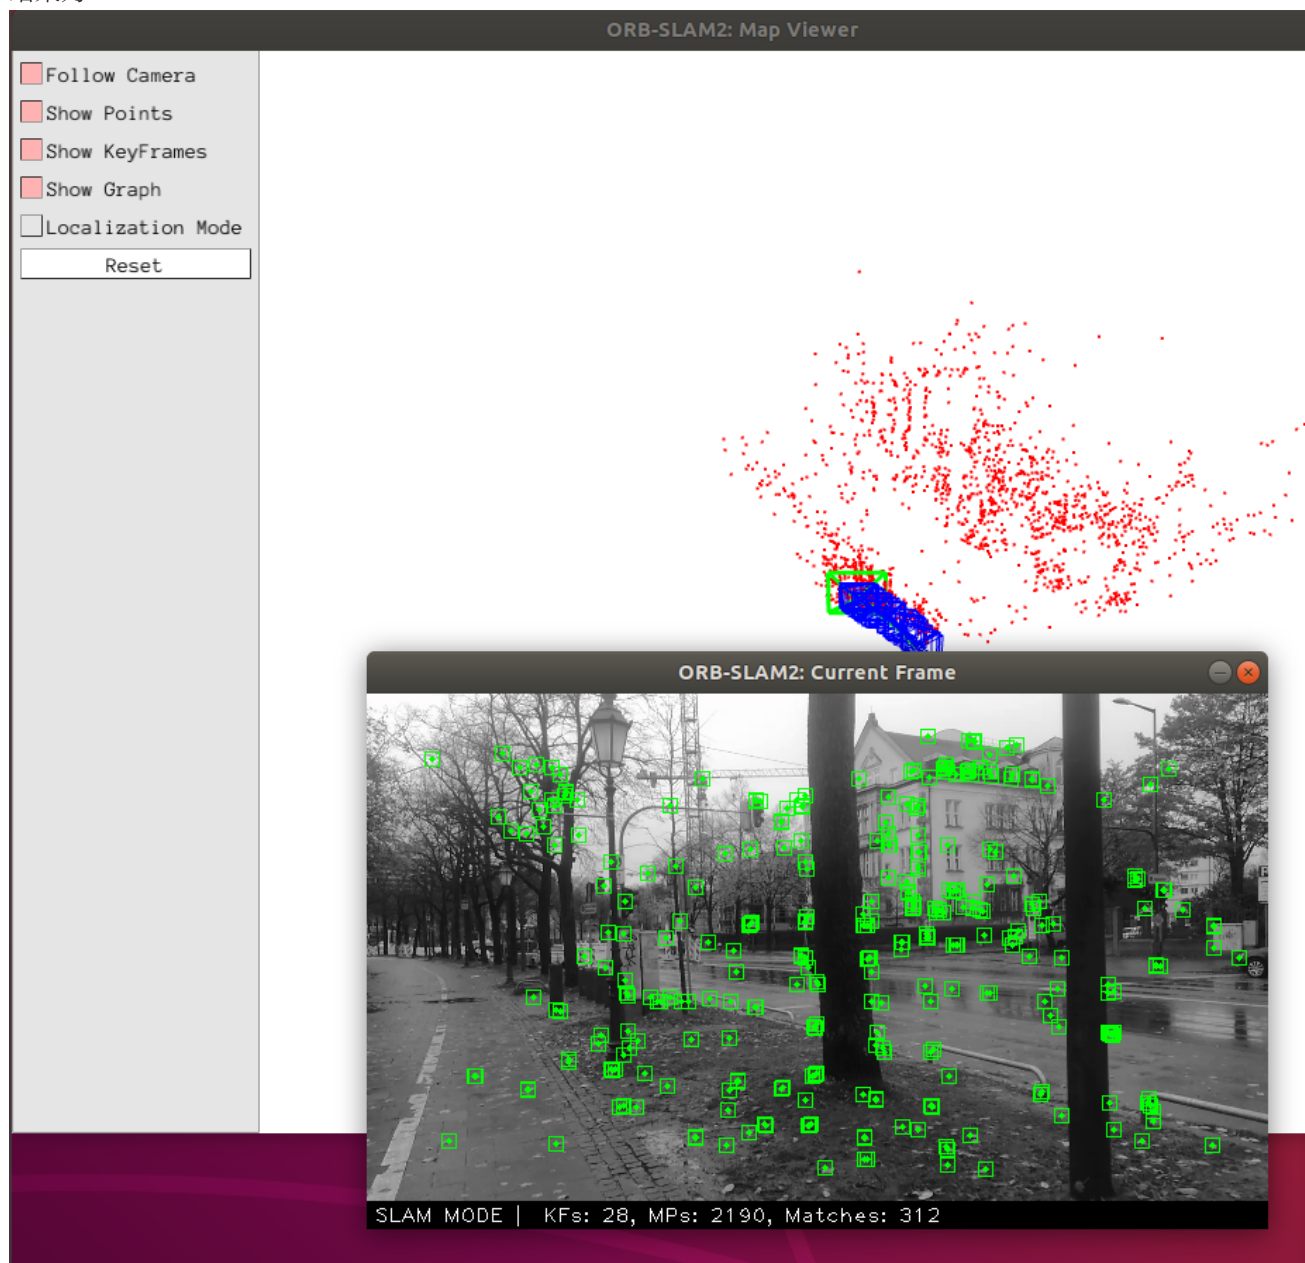 ORB-SLAM2: Map Viewer
Follow Camera
Show Points
Show KeyFrames
Show Graph
Localization Mode
Reset
ORB-SLAM2: Current Frame
SLAM MODE | KFs: 28, MPs: 2190, Matches: 312